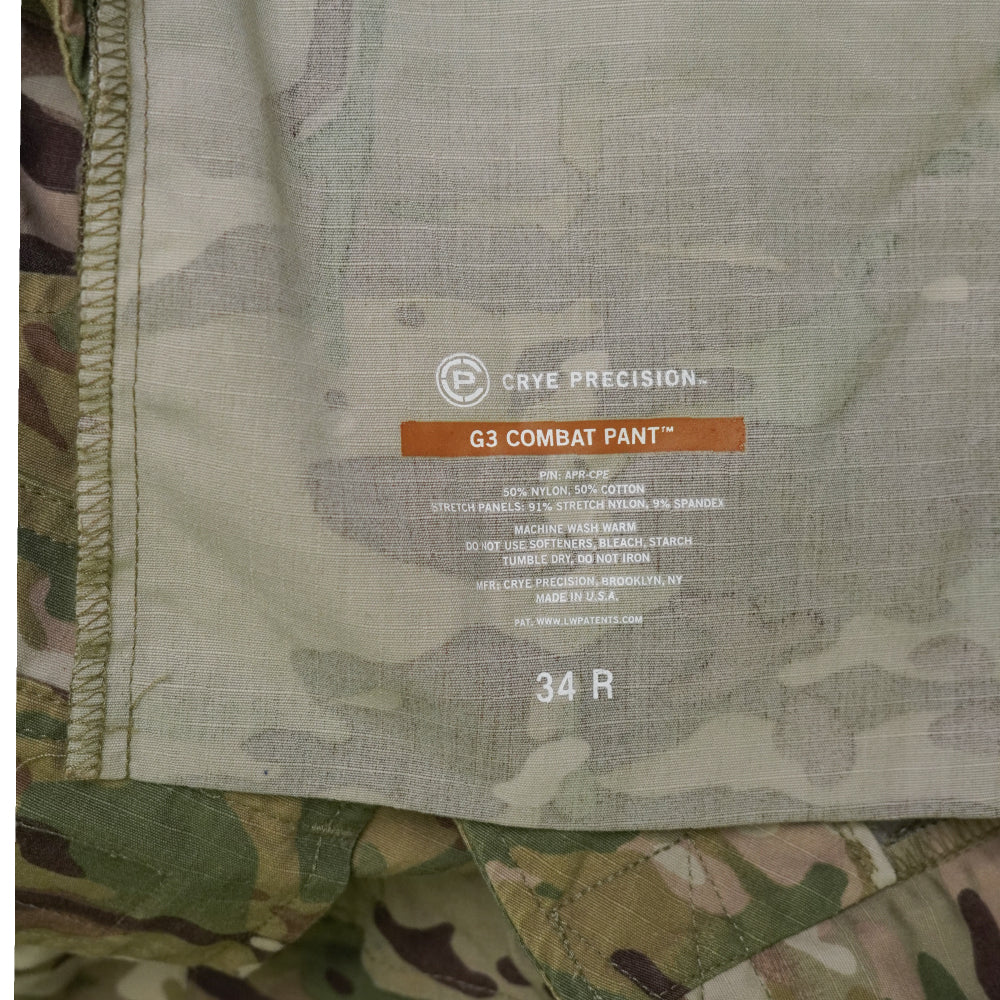 CP
CRYE PRECISION™
G3 COMBAT PANT™
P/N: APR-CPE
50% NYLON, 50% COTTON
STRETCH PANELS: 91% STRETCH NYLON, 9% SPANDEX
MACHINE WASH WARM
DO NOT USE SOFTENERS, BLEACH, STARCH
TUMBLE DRY, DO NOT IRON
MFR: CRYE PRECISION, BROOKLYN, NY
MADE IN U.S.A.
PAT. WWW.LWPATENTS.COM
34 R